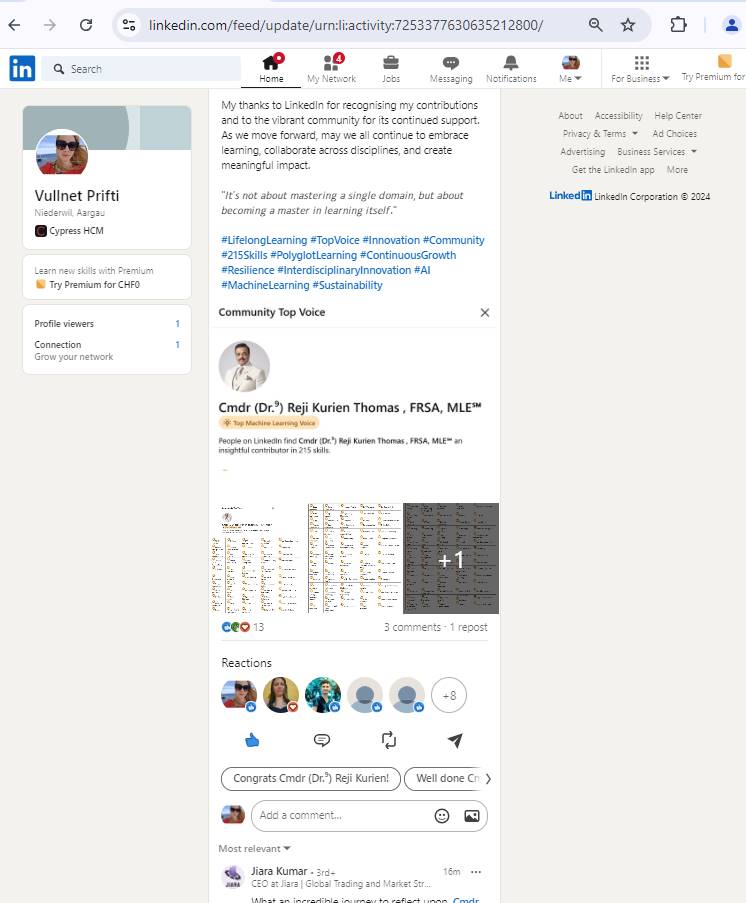 linkedin.com/feed/update/urn:li:activity:7253377630635212800/
in
Search
Home
4
My Network
Jobs
Messaging
Notifications
Me
For Business
Try Premium for
Vullnet Prifti
Niederwil, Aargau
Cypress HCM
Learn new skills with Premium
Try Premium for CHF0
Profile viewers 1
Connection 1
Grow your network
My thanks to LinkedIn for recognising my contributions
and to the vibrant community for its continued support.
As we move forward, may we all continue to embrace
learning, collaborate across disciplines, and create
meaningful impact.
"It's not about mastering a single domain, but about
becoming a master in learning itself."
#LifelongLearning #TopVoice #Innovation #Community
#215Skills #PolyglotLearning #ContinuousGrowth
#Resilience #InterdisciplinaryInnovation #AI
#MachineLearning #Sustainability
Community Top Voice
Cmdr (Dr.⁹) Reji Kurien Thomas , FRSA, MLE℠
Top Machine Learning Voice
People on LinkedIn find Cmdr (Dr.⁹) Reji Kurien Thomas , FRSA, MLE℠ an
insightful contributor in 215 skills.
+1
13
3 comments · 1 repost
Reactions
+8
Congrats Cmdr (Dr.⁹) Reji Kurien!
Well done Cm
Add a comment...
Most relevant
JIARA
Jiara Kumar • 3rd+
16m
CEO at Jiara | Global Trading and Market Str...
What an incredible journey to reflect upon, Cmdr
About Accessibility Help Center
Privacy & Terms Ad Choices
Advertising Business Services
Get the LinkedIn app More
Linkedin LinkedIn Corporation © 2024